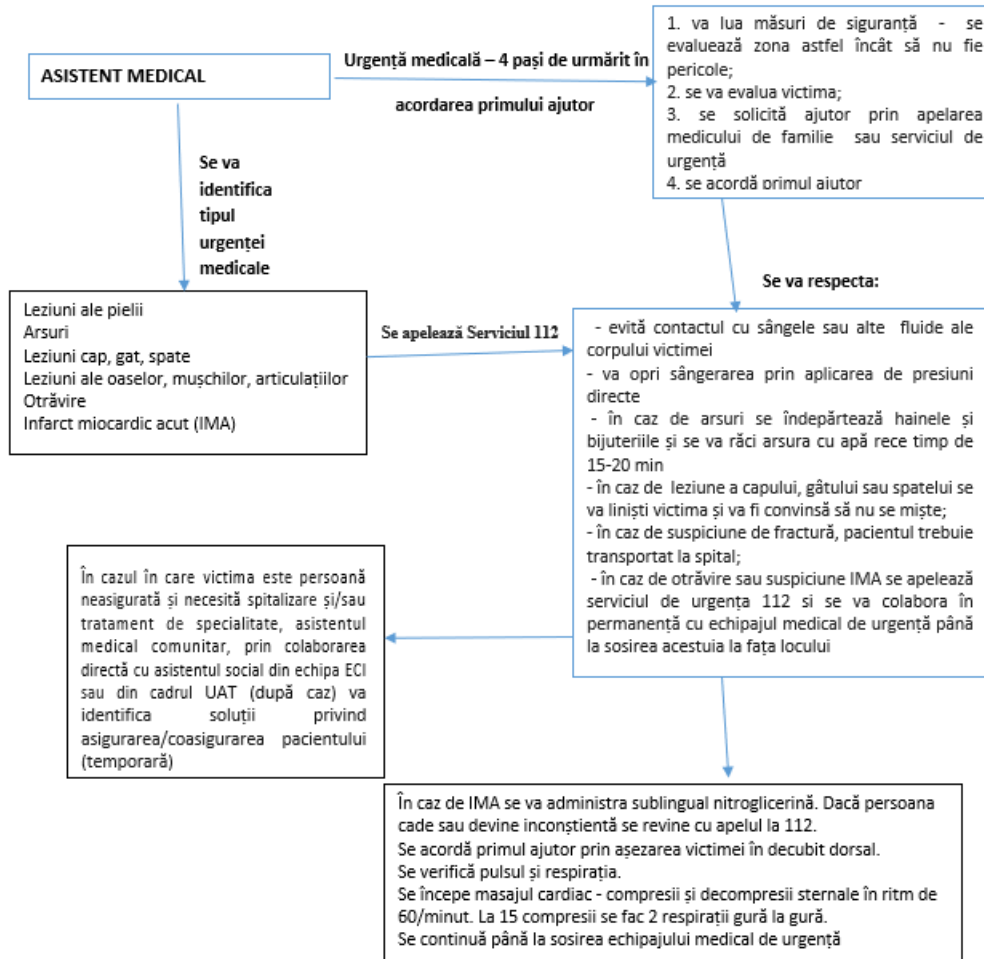 ASISTENT MEDICAL
Urgență medicală – 4 pași de urmărit în
acordarea primului ajutor
1. va lua măsuri de siguranță - se
evaluează zona astfel încât să nu fie
pericole;
2. se va evalua victima;
3. se solicită ajutor prin apelarea
medicului de familie sau serviciul de
urgență
4. se acordă primul ajutor
Se va
identifica
tipul
urgenței
medicale
Se va respecta:
Leziuni ale pielii
Arsuri
Leziuni cap, gat, spate
Leziuni ale oaselor, mușchilor, articulațiilor
Otrăvire
Infarct miocardic acut (IMA)
Se apelează Serviciul 112
- evită contactul cu sângele sau alte fluide ale
corpului victimei
- va opri sângerarea prin aplicarea de presiuni
directe
- în caz de arsuri se îndepărtează hainele și
bijuteriile și se va răci arsura cu apă rece timp de
15-20 min
- în caz de leziune a capului, gâtului sau spatelui se
va liniști victima și va fi convinsă să nu se miște;
- în caz de suspiciune de fractură, pacientul trebuie
transportat la spital;
- în caz de otrăvire sau suspiciune IMA se apelează
serviciul de urgența 112 si se va colabora în
permanență cu echipajul medical de urgență până
la sosirea acestuia la fața locului
În cazul în care victima este persoană
neasigurată și necesită spitalizare și/sau
tratament de specialitate, asistentul
medical comunitar, prin colaborarea
directă cu asistentul social din echipa ECI
sau din cadrul UAT (după caz) va
identifica soluții privind
asigurarea/coasigurarea pacientului
(temporară)
În caz de IMA se va administra sublingual nitroglicerină. Dacă persoana
cade sau devine inconștientă se revine cu apelul la 112.
Se acordă primul ajutor prin așezarea victimei în decubit dorsal.
Se verifică pulsul și respirația.
Se începe masajul cardiac - compresii și decompresii sternale în ritm de
60/minut. La 15 compresii se fac 2 respirații gură la gură.
Se continuă până la sosirea echipajului medical de urgență